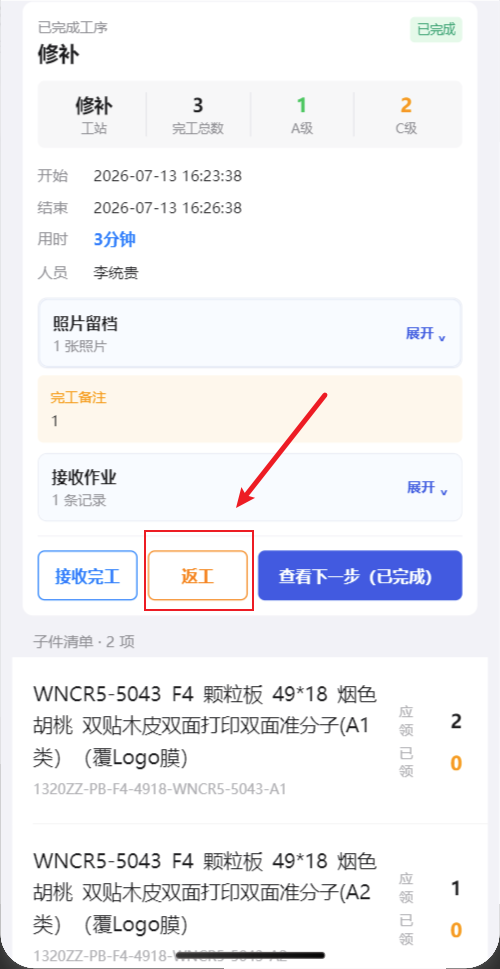 已完成工序
已完成
修补
修补 3 1 2
工站 完工总数 A级 C级
开始 2026-07-13 16:23:38
结束 2026-07-13 16:26:38
用时 3分钟
人员 李统贵
照片留档
1 张照片
展开
完工备注
1
接收作业
1 条记录
展开
接收完工 返工 查看下一步（已完成）
子件清单 · 2 项
WNCR5-5043 F4 颗粒板 49*18 烟色
胡桃 双贴木皮双面打印双面准分子(A1
类）（覆Logo膜）
1320ZZ-PB-F4-4918-WNCR5-5043-A1
应领 2
已领 0
WNCR5-5043 F4 颗粒板 49*18 烟色
胡桃 双贴木皮双面打印双面准分子(A2
类）（覆Logo膜）
1320ZZ-PB-F4-4918-WNCR5-5043-A2
应领 1
已领 0